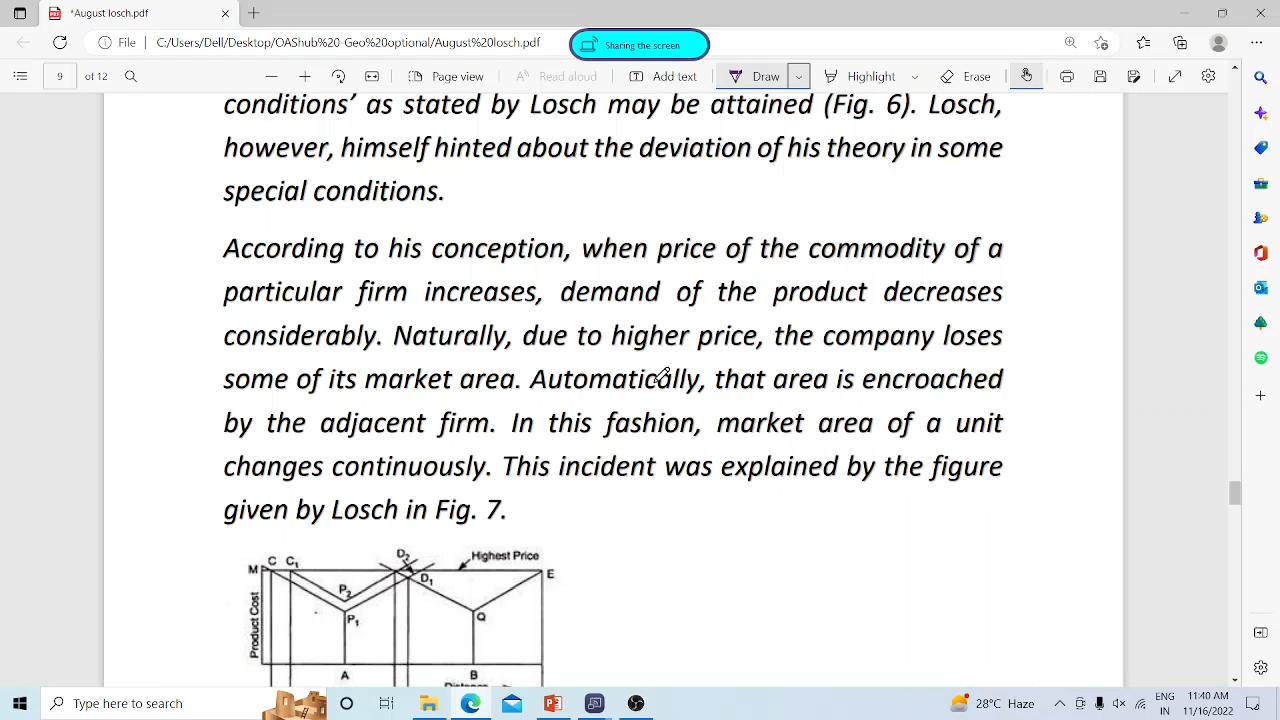 *August losch.pdf
File
C:/Users/Dell/Desktop/OAShub%20_Geo%20optional/August%20losch.pdf
Sharing the screen
9 of 12
Page view
Read aloud
Add text
Draw
Highlight
Erase
conditions’ as stated by Losch may be attained (Fig. 6). Losch,
however, himself hinted about the deviation of his theory in some
special conditions.
According to his conception, when price of the commodity of a
particular firm increases, demand of the product decreases
considerably. Naturally, due to higher price, the company loses
some of its market area. Automatically, that area is encroached
by the adjacent firm. In this fashion, market area of a unit
changes continuously. This incident was explained by the figure
given by Losch in Fig. 7.
M C C₁ D₂ Highest Price
D₁ E
P₂
P₁ Q
Product Cost
A B
Type here to search
28°C Haze
ENG
IN
11:10 AM
11/16/2022